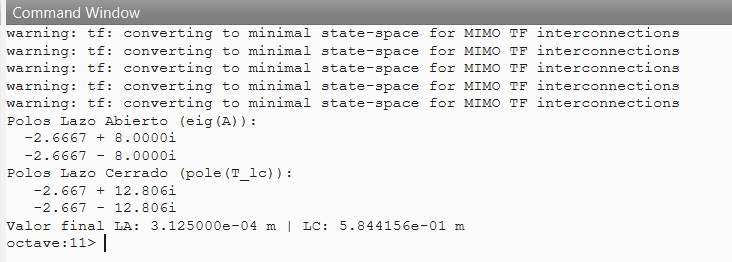 Command Window
warning: tf: converting to minimal state-space for MIMO TF interconnections
warning: tf: converting to minimal state-space for MIMO TF interconnections
warning: tf: converting to minimal state-space for MIMO TF interconnections
warning: tf: converting to minimal state-space for MIMO TF interconnections
warning: tf: converting to minimal state-space for MIMO TF interconnections
Polos Lazo Abierto (eig(A)):
  -2.6667 + 8.0000i
  -2.6667 - 8.0000i
Polos Lazo Cerrado (pole(T_lc)):
   -2.667 + 12.806i
   -2.667 - 12.806i
Valor final LA: 3.125000e-04 m | LC: 5.844156e-01 m
octave:11>